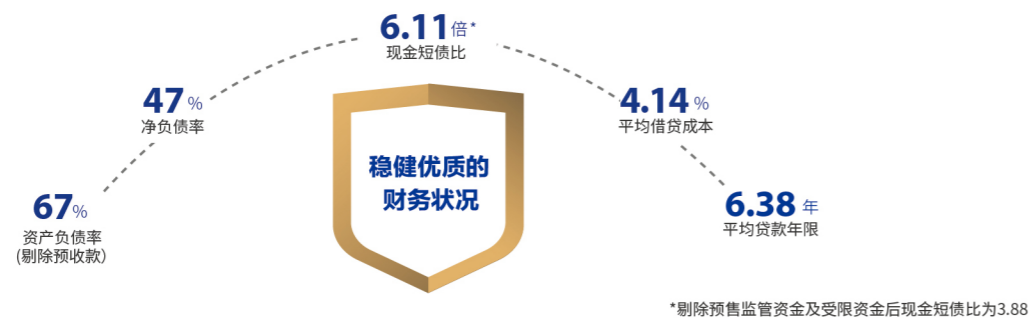 6.11倍*
现金短债比
47%
净负债率
4.14%
平均借贷成本
67%
资产负债率
(剔除预收款)
稳健优质的
财务状况
6.38 年
平均贷款年限
*剔除预售监管资金及受限资金后现金短债比为3.88